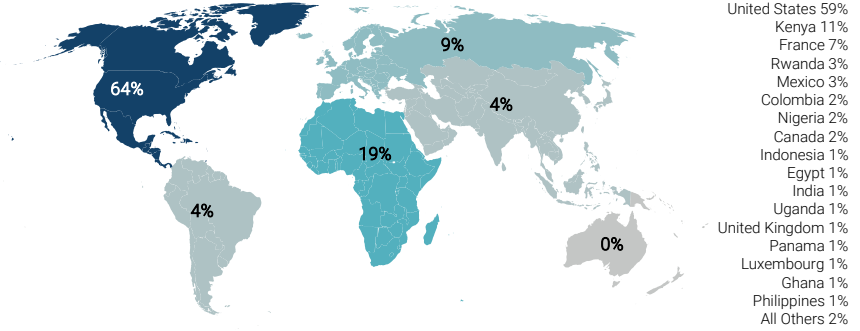 64%
9%
4%
19%
4%
0%
United States 59%
Kenya 11%
France 7%
Rwanda 3%
Mexico 3%
Colombia 2%
Nigeria 2%
Canada 2%
Indonesia 1%
Egypt 1%
India 1%
Uganda 1%
United Kingdom 1%
Panama 1%
Luxembourg 1%
Ghana 1%
Philippines 1%
All Others 2%